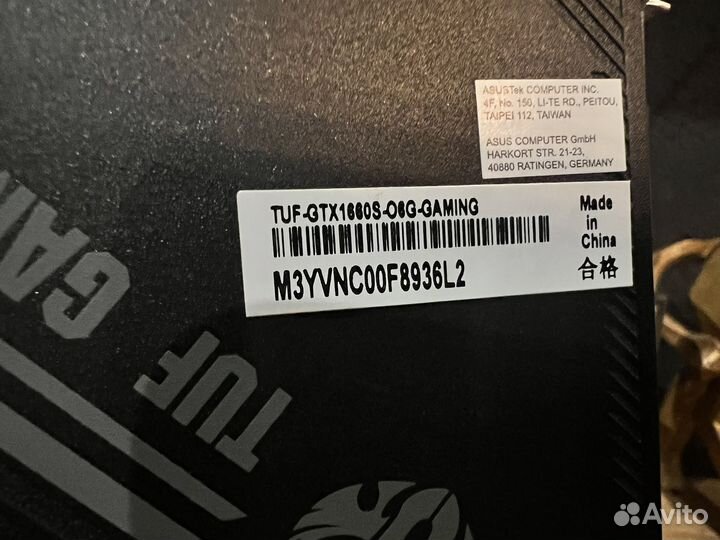 ASUSTek COMPUTER INC.
4F, No. 150, LI-TE RD., PEITOU,
TAIPEI 112, TAIWAN
ASUS COMPUTER GmbH
HARKORT STR. 21-23,
40880 RATINGEN, GERMANY
TUF-GTX1660S-O6G-GAMING
M3YVNC00F8936L2
Made
in
China
合格
TUF GAM
Avito